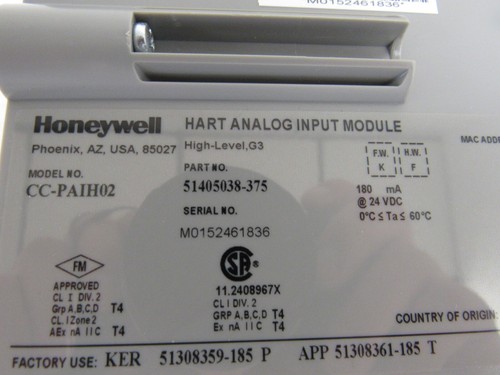 M0152461836
Honeywell HART ANALOG INPUT MODULE
Phoenix, AZ, USA, 85027 High-Level,G3
F.W. H.W.
K F
MAC ADD
MODEL NO. PART NO.
CC-PAIH02 51405038-375
180 mA
@ 24 VDC
0°C ≤ Ta ≤ 60°C
SERIAL NO.
M0152461836
FM
APPROVED
CL I DIV. 2
Grp A,B,C,D T4
CL. I Zone 2
AEx nA IIC T4
SA
11.2408967X
CL I DIV. 2
GRP A,B,C,D T4
Ex nA IIC T4
COUNTRY OF ORIGIN:
FACTORY USE: KER 51308359-185 P APP 51308361-185 T